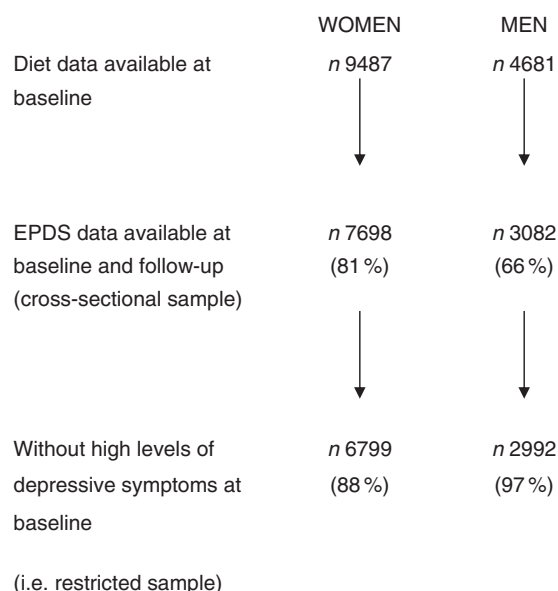 WOMEN MEN
Diet data available at n 9487 n 4681
baseline
EPDS data available at n 7698 n 3082
baseline and follow-up (81 %) (66 %)
(cross-sectional sample)
Without high levels of n 6799 n 2992
depressive symptoms at (88 %) (97 %)
baseline
(i.e. restricted sample)